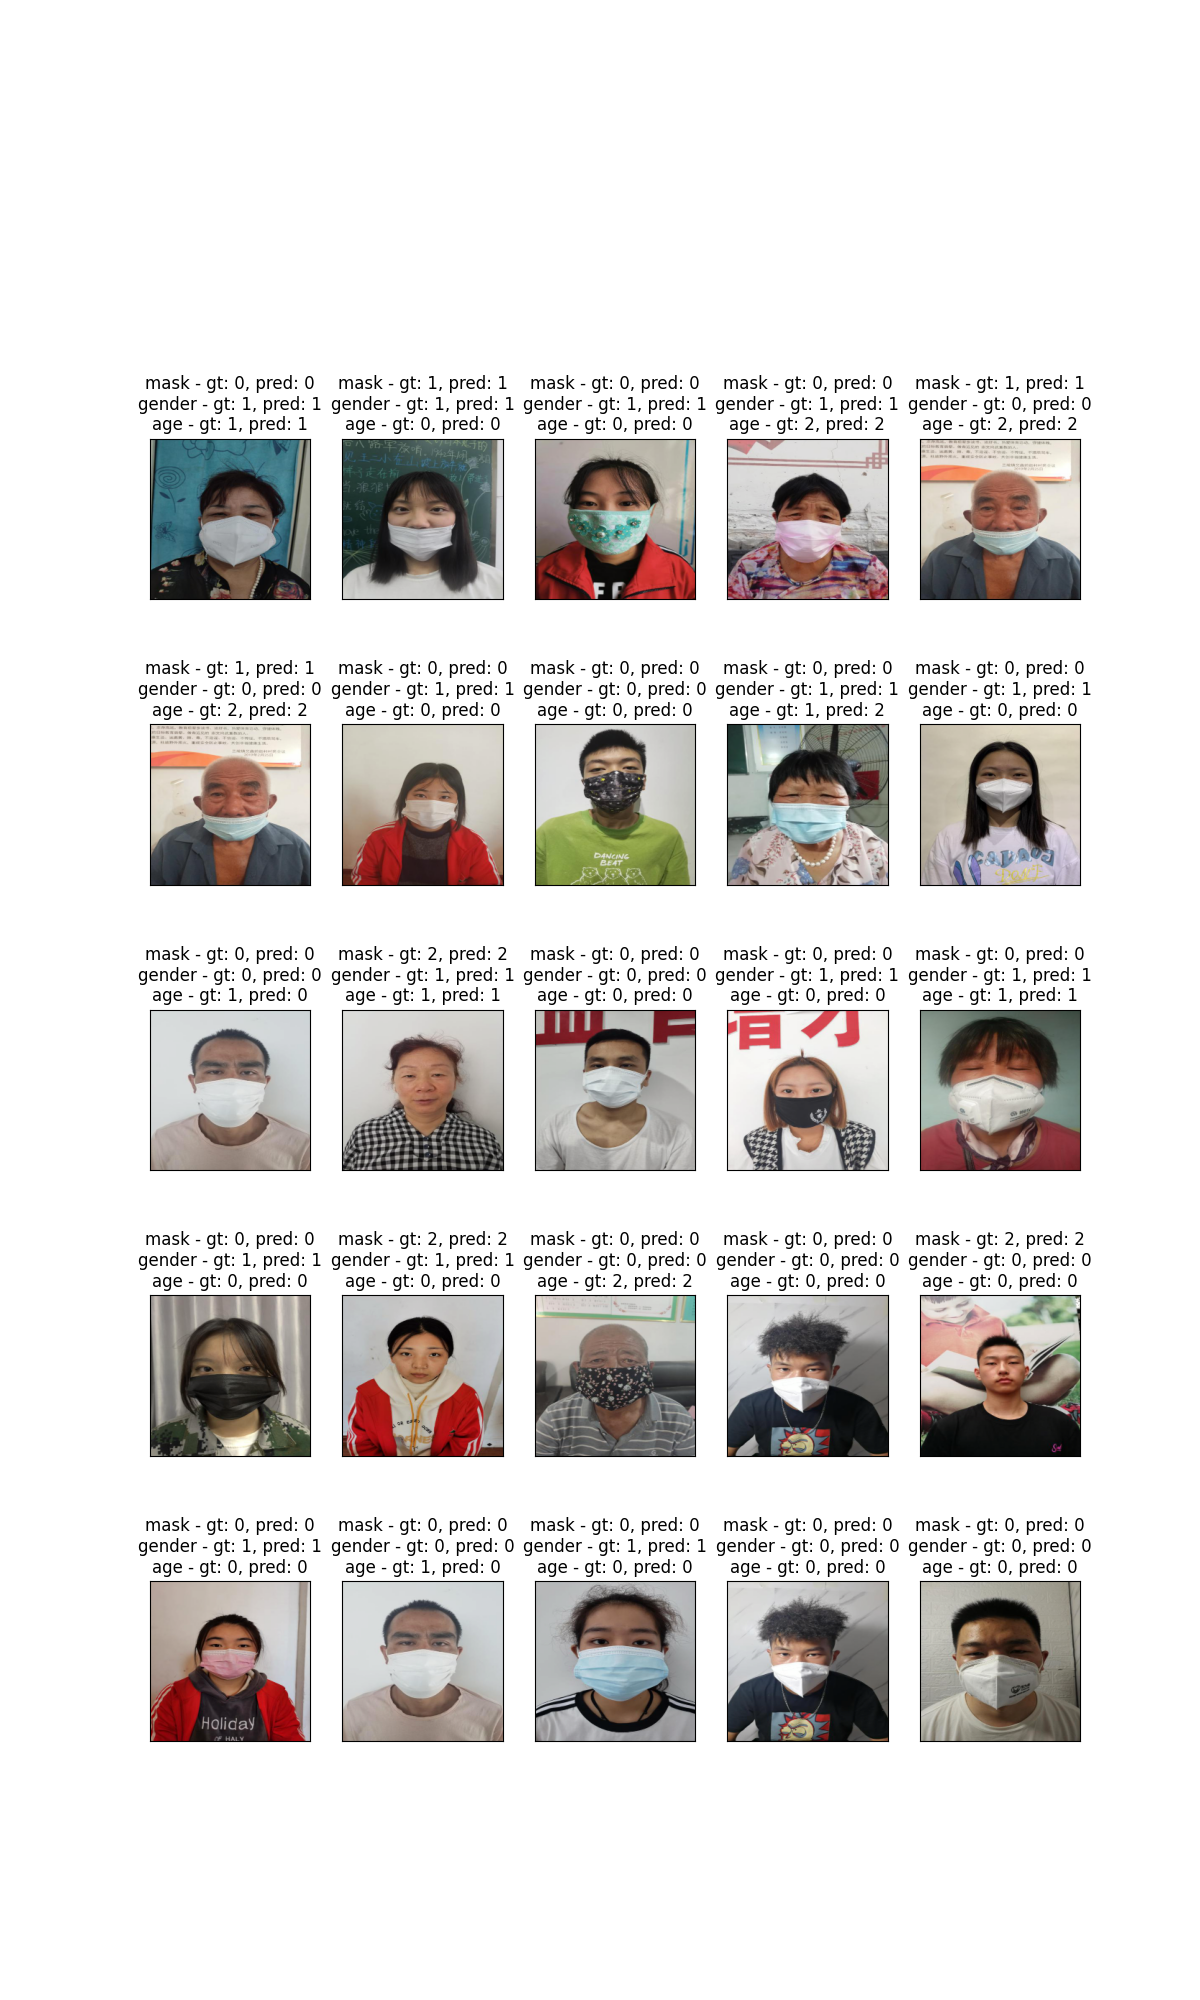 mask - gt: 0, pred: 0
gender - gt: 1, pred: 1
age - gt: 1, pred: 1
mask - gt: 1, pred: 1
gender - gt: 1, pred: 1
age - gt: 0, pred: 0
mask - gt: 0, pred: 0
gender - gt: 1, pred: 1
age - gt: 0, pred: 0
mask - gt: 0, pred: 0
gender - gt: 1, pred: 1
age - gt: 2, pred: 2
mask - gt: 1, pred: 1
gender - gt: 0, pred: 0
age - gt: 2, pred: 2
mask - gt: 1, pred: 1
gender - gt: 0, pred: 0
age - gt: 2, pred: 2
mask - gt: 0, pred: 0
gender - gt: 1, pred: 1
age - gt: 0, pred: 0
mask - gt: 0, pred: 0
gender - gt: 0, pred: 0
age - gt: 0, pred: 0
DANCING
BEAT
mask - gt: 0, pred: 0
gender - gt: 1, pred: 1
age - gt: 1, pred: 2
mask - gt: 0, pred: 0
gender - gt: 1, pred: 1
age - gt: 0, pred: 0
mask - gt: 0, pred: 0
gender - gt: 0, pred: 0
age - gt: 1, pred: 0
mask - gt: 2, pred: 2
gender - gt: 1, pred: 1
age - gt: 1, pred: 1
mask - gt: 0, pred: 0
gender - gt: 0, pred: 0
age - gt: 0, pred: 0
mask - gt: 0, pred: 0
gender - gt: 1, pred: 1
age - gt: 0, pred: 0
mask - gt: 0, pred: 0
gender - gt: 1, pred: 1
age - gt: 1, pred: 1
mask - gt: 0, pred: 0
gender - gt: 1, pred: 1
age - gt: 0, pred: 0
mask - gt: 2, pred: 2
gender - gt: 1, pred: 1
age - gt: 0, pred: 0
mask - gt: 0, pred: 0
gender - gt: 0, pred: 0
age - gt: 2, pred: 2
mask - gt: 0, pred: 0
gender - gt: 0, pred: 0
age - gt: 0, pred: 0
mask - gt: 2, pred: 2
gender - gt: 0, pred: 0
age - gt: 0, pred: 0
mask - gt: 0, pred: 0
gender - gt: 1, pred: 1
age - gt: 0, pred: 0
Holiday
OF HALY
mask - gt: 0, pred: 0
gender - gt: 0, pred: 0
age - gt: 1, pred: 0
mask - gt: 0, pred: 0
gender - gt: 1, pred: 1
age - gt: 0, pred: 0
mask - gt: 0, pred: 0
gender - gt: 0, pred: 0
age - gt: 0, pred: 0
mask - gt: 0, pred: 0
gender - gt: 0, pred: 0
age - gt: 0, pred: 0